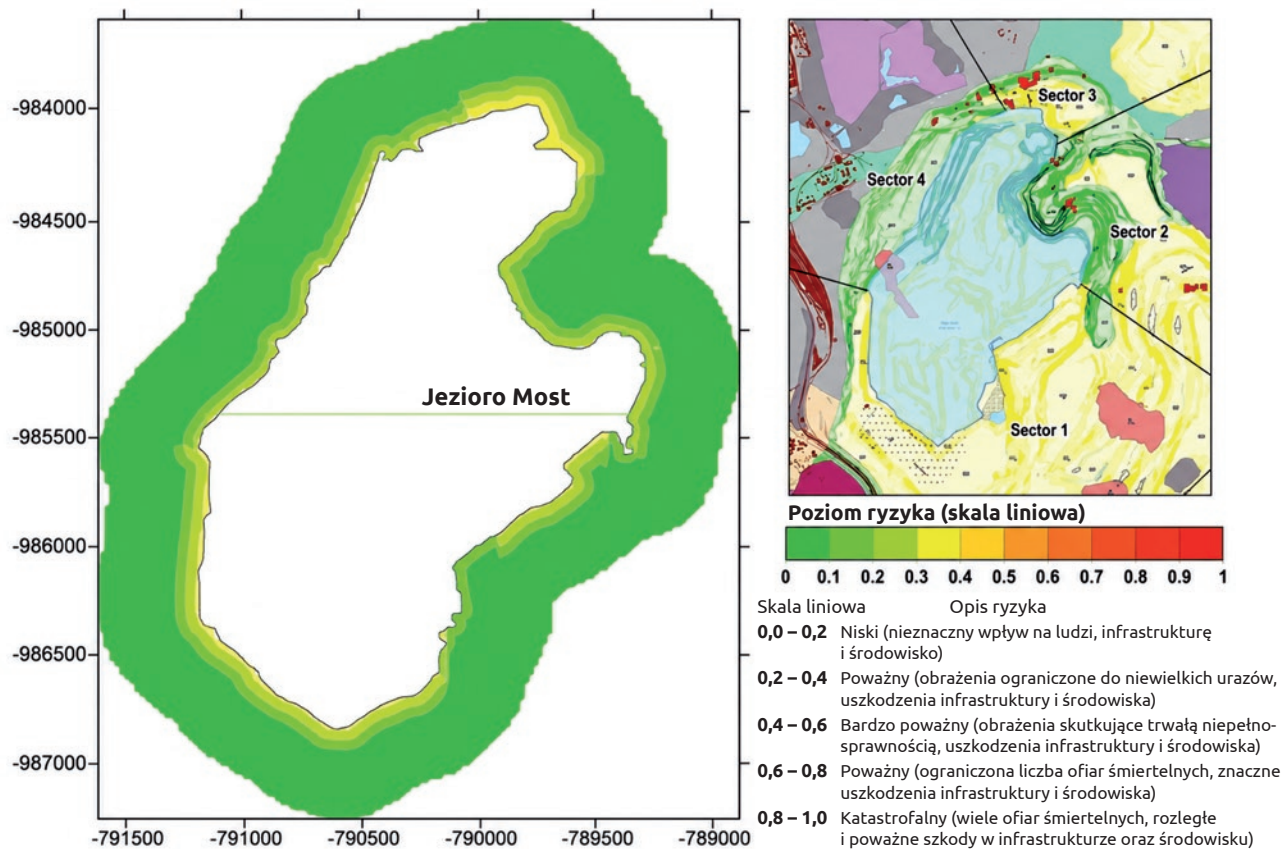 -984000
-984500
-985000
-985500
-986000
-986500
-987000
-791500
-791000
-790500
-790000
-789500
-789000
Jezioro Most
Sector 3
Sector 4
Sector 2
Sector 1
Poziom ryzyka (skala liniowa)
0 0.1 0.2 0.3 0.4 0.5 0.6 0.7 0.8 0.9 1
Skala liniowa Opis ryzyka
0,0 – 0,2 Niski (nieznaczny wpływ na ludzi, infrastrukturę
i środowisko)
0,2 – 0,4 Poważny (obrażenia ograniczone do niewielkich urazów,
uszkodzenia infrastruktury i środowiska)
0,4 – 0,6 Bardzo poważny (obrażenia skutkujące trwałą niepełno-
sprawnością, uszkodzenia infrastruktury i środowiska)
0,6 – 0,8 Poważny (ograniczona liczba ofiar śmiertelnych, znaczne
uszkodzenia infrastruktury i środowiska)
0,8 – 1,0 Katastrofalny (wiele ofiar śmiertelnych, rozległe
i poważne szkody w infrastrukturze oraz środowisku)